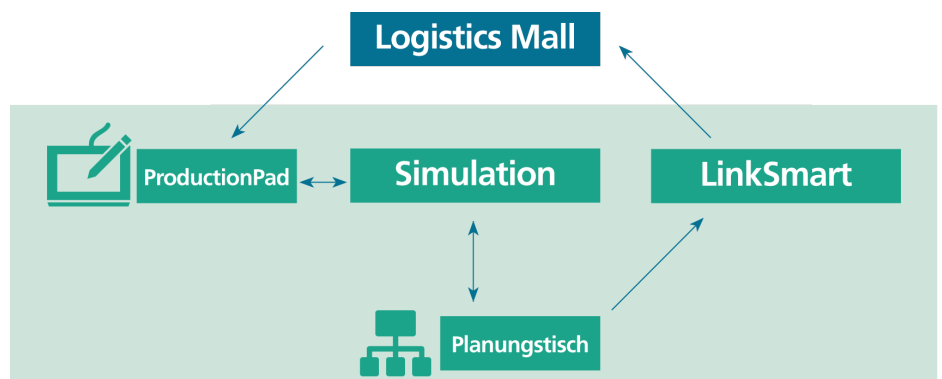 Logistics Mall
ProductionPad
Simulation
LinkSmart
Planungstisch